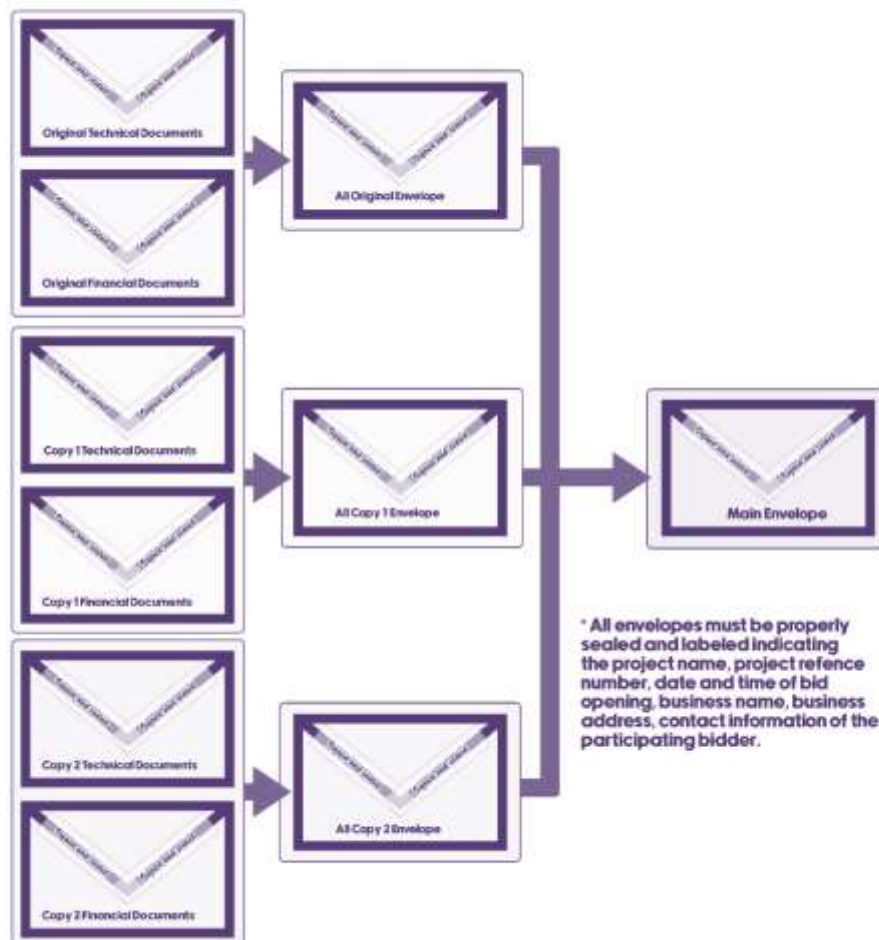 Original Technical Documents
Original Financial Documents
All Original Envelope
Copy 1 Technical Documents
Copy 1 Financial Documents
All Copy 1 Envelope
Copy 2 Technical Documents
Copy 2 Financial Documents
All Copy 2 Envelope
Main Envelope
* All envelopes must be properly
sealed and labeled indicating
the project name, project refence
number, date and time of bid
opening, business name, business
address, contact information of the
participating bidder.